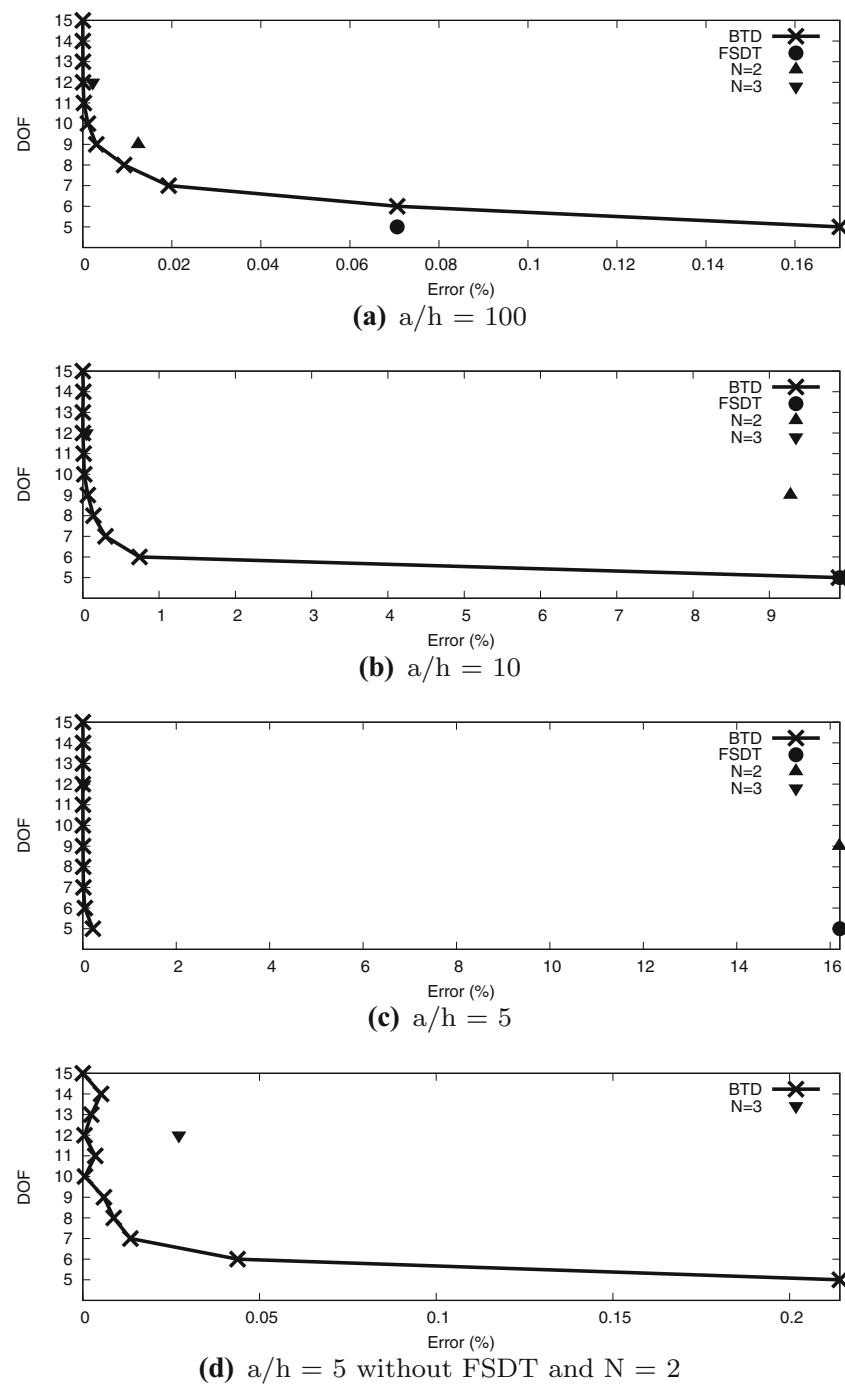 15
14
13
12
11
10
9
8
7
6
5
DOF
BTD
FSDT
N=2
N=3
0 0.02 0.04 0.06 0.08 0.1 0.12 0.14 0.16
Error (%)
(a) a/h = 100
15
14
13
12
11
10
9
8
7
6
5
DOF
BTD
FSDT
N=2
N=3
0 1 2 3 4 5 6 7 8 9
Error (%)
(b) a/h = 10
15
14
13
12
11
10
9
8
7
6
5
DOF
BTD
FSDT
N=2
N=3
0 2 4 6 8 10 12 14 16
Error (%)
(c) a/h = 5
15
14
13
12
11
10
9
8
7
6
5
DOF
BTD
N=3
0 0.05 0.1 0.15 0.2
Error (%)
(d) a/h = 5 without FSDT and N = 2